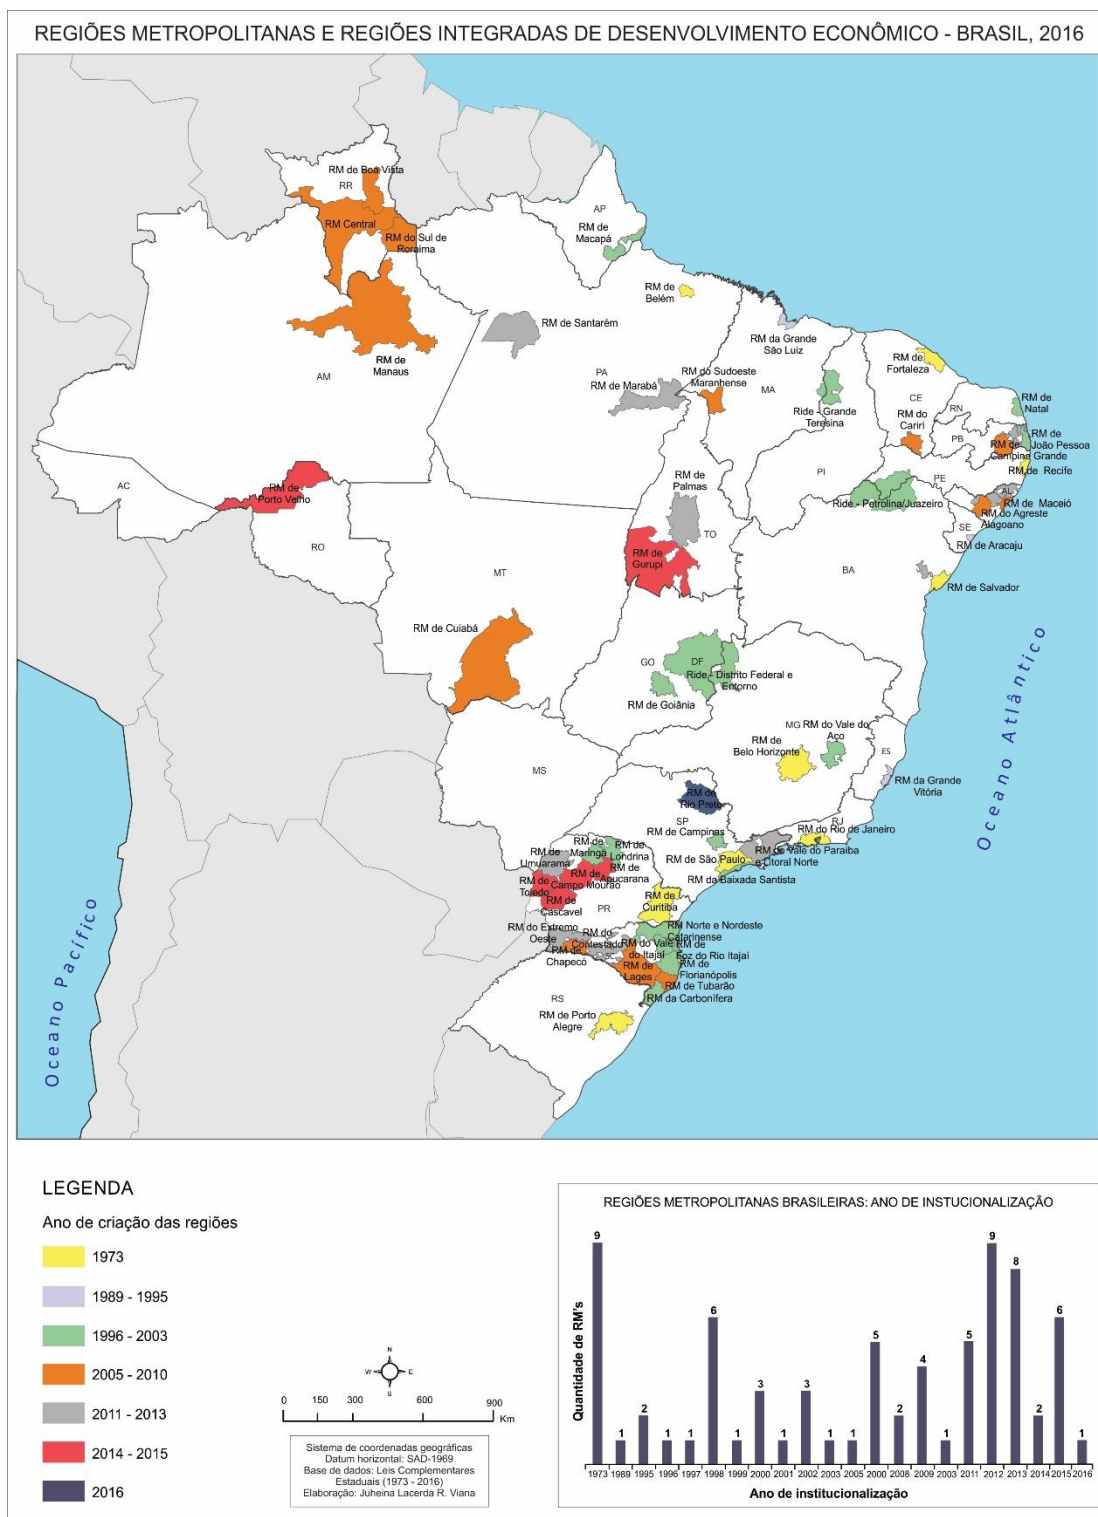 REGIÕES METROPOLITANAS E REGIÕES INTEGRADAS DE DESENVOLVIMENTO ECONÔMICO - BRASIL, 2016
RM de Boa Vista
RR
RM Central
RM do Sul de
Roraima
AP
RM de
Macapá
RM de
Belém
RM de Santarém
RM de
Manaus
AM
PA
RM de Marabá
RM do Sudoeste
Maranhense
MA
RM da Grande
São Luiz
Ride - Grande
Teresina
RM de
Fortaleza
CE
RM do
Cariri
RN
RM de
Natal
PB
RM de
João Pessoa
RM de
Campina Grande
RM de Recife
PE
PI
Ride - Petrolina/Juazeiro
AL
RM de Maceió
RM do Agreste
Alagoano
SE
RM de Aracaju
BA
RM de Salvador
AC
RM de
Porto Velho
RO
MT
RM de
Palmas
TO
RM de
Gurupi
RM de Cuiabá
GO
DF
Ride - Distrito Federal e
Entorno
RM de Goiânia
MG
RM do Vale do
Aço
RM de
Belo Horizonte
ES
RM da Grande
Vitória
MS
RM de
Rio Preto
SP
RM de Campinas
RJ
RM do Rio de Janeiro
RM de Vale do Paraíba
e Litoral Norte
RM de São Paulo
RM da Baixada Santista
RM de
Maringá
RM de
Londrina
RM de
Umuarama
RM de
Apucarana
RM de
Campo Mourão
RM de
Toledo
RM de
Cascavel
PR
RM de
Curitiba
RM do Extremo
Oeste
RM do
Contestado
RM Norte e Nordeste
Catarinense
RM do Vale
do Itajaí
RM de
Foz do Rio Itajaí
RM de
Chapecó
SC
RM de
Lages
RM de
Florianópolis
RM de Tubarão
RM da Carbonífera
RS
RM de Porto
Alegre
Oceano Atlântico
Oceano Pacífico
LEGENDA
Ano de criação das regiões
1973
1989 - 1995
1996 - 2003
2005 - 2010
2011 - 2013
2014 - 2015
2016
N
W E
S
0 150 300 600 900
Km
Sistema de coordenadas geográficas
Datum horizontal: SAD-1969
Base de dados: Leis Complementares
Estaduais (1973 - 2016)
Elaboração: Juheina Lacerda R. Viana
REGIÕES METROPOLITANAS BRASILEIRAS: ANO DE INSTUCIONALIZAÇÃO
Quantidade de RM's
9 1 2 1 1 6 1 3 1 3 1 1 5 2 4 1 5 9 8 2 6 1
1973 1989 1995 1996 1997 1998 1999 2000 2001 2002 2003 2005 2000 2008 2009 2003 2011 2012 2013 2014 2015 2016
Ano de institucionalização